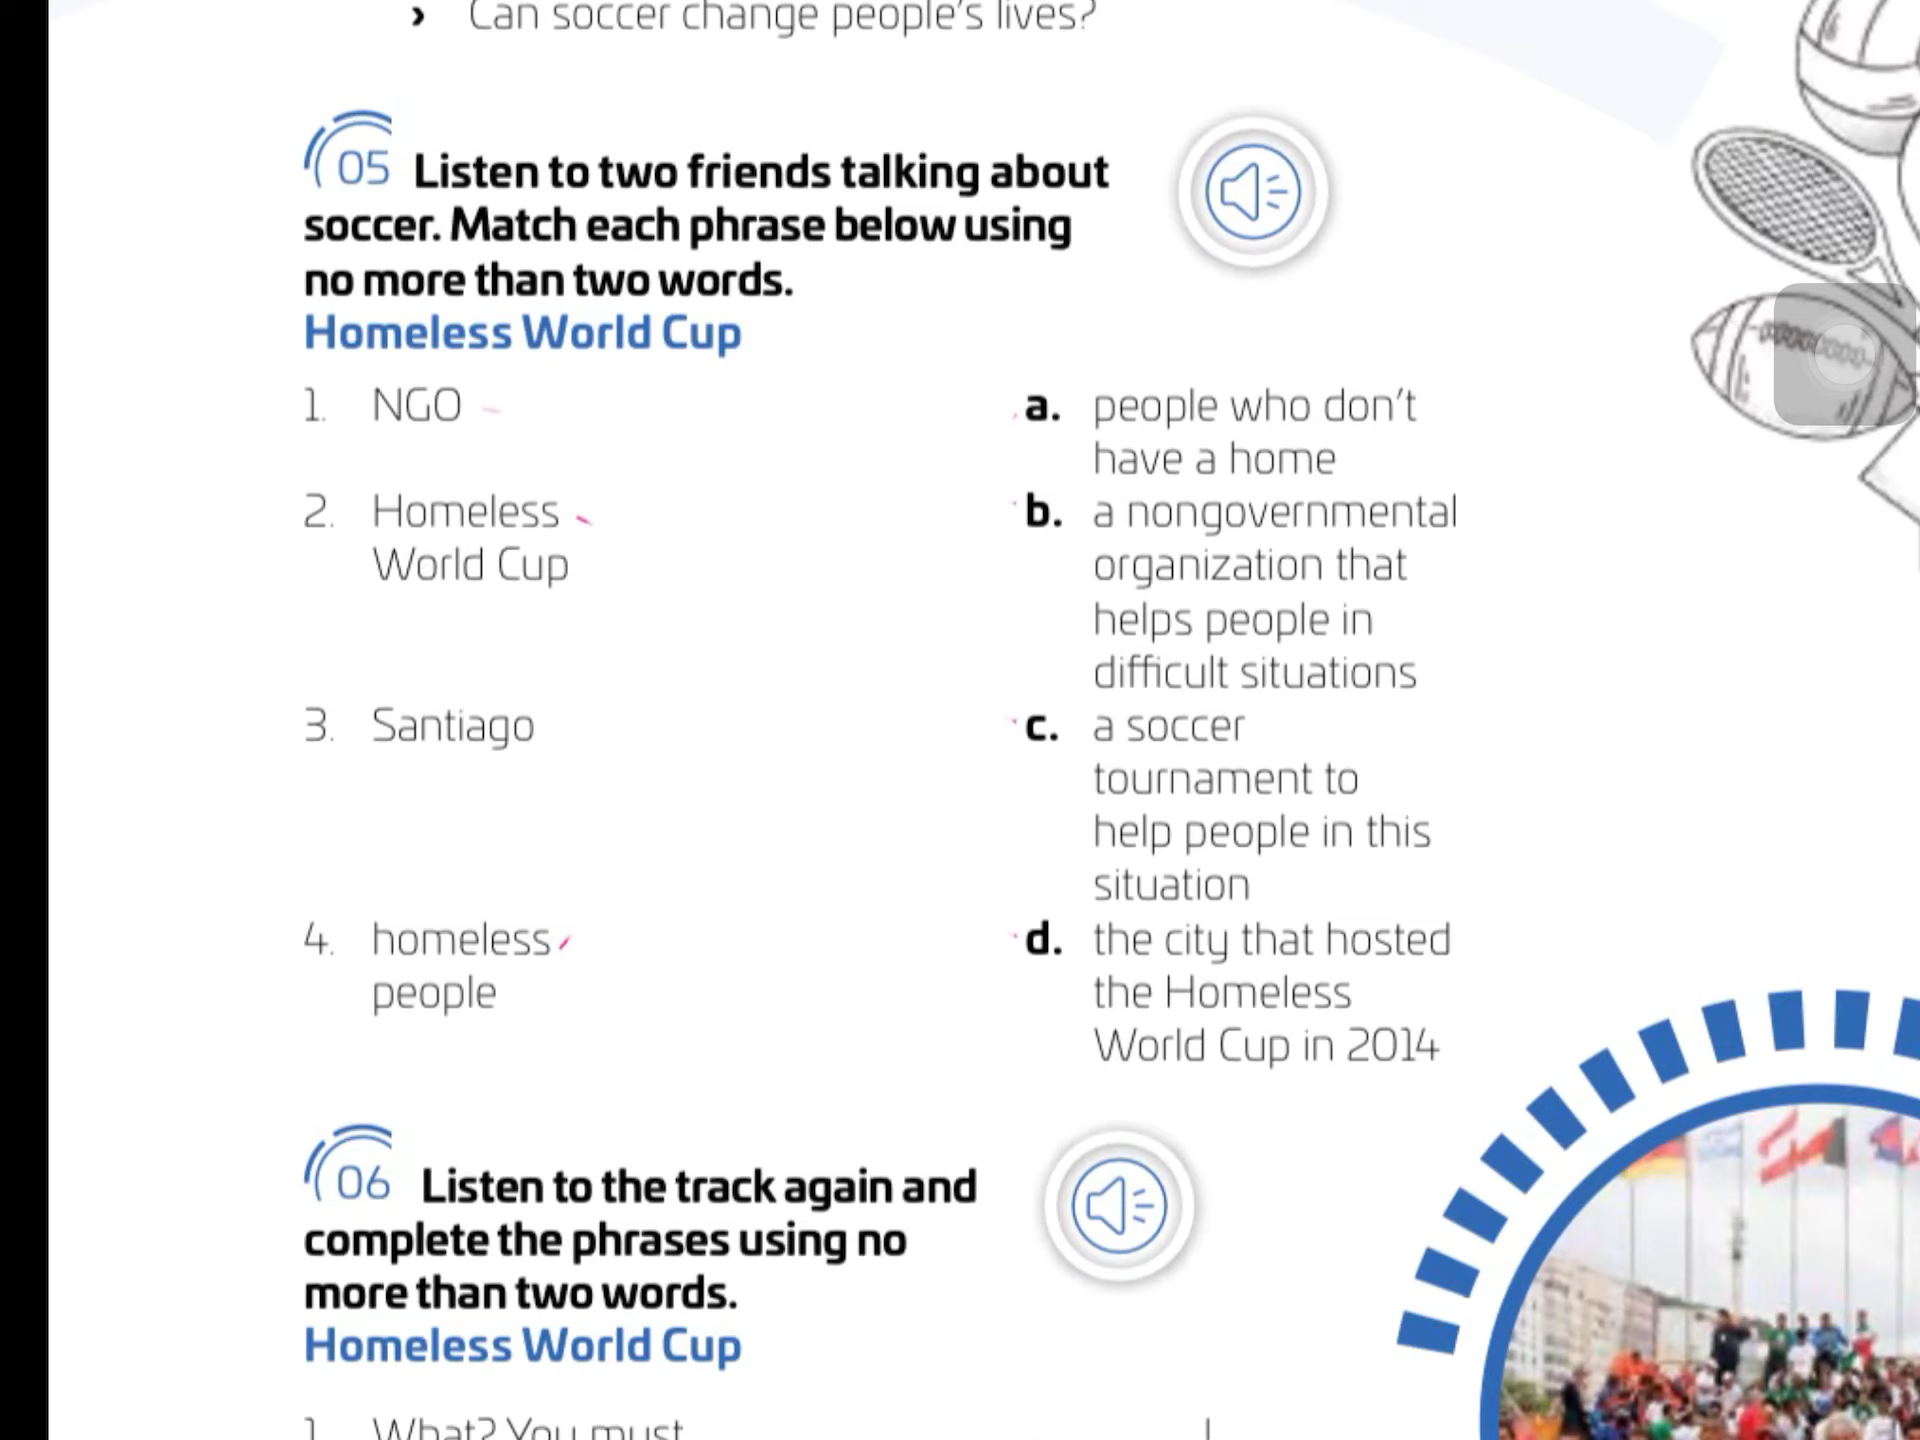 › Can soccer change people's lives?
05 Listen to two friends talking about
soccer. Match each phrase below using
no more than two words.
Homeless World Cup
1. NGO
2. Homeless
World Cup
3. Santiago
4. homeless
people
a. people who don't
have a home
b. a nongovernmental
organization that
helps people in
difficult situations
c. a soccer
tournament to
help people in this
situation
d. the city that hosted
the Homeless
World Cup in 2014
06 Listen to the track again and
complete the phrases using no
more than two words.
Homeless World Cup
1. What? You must